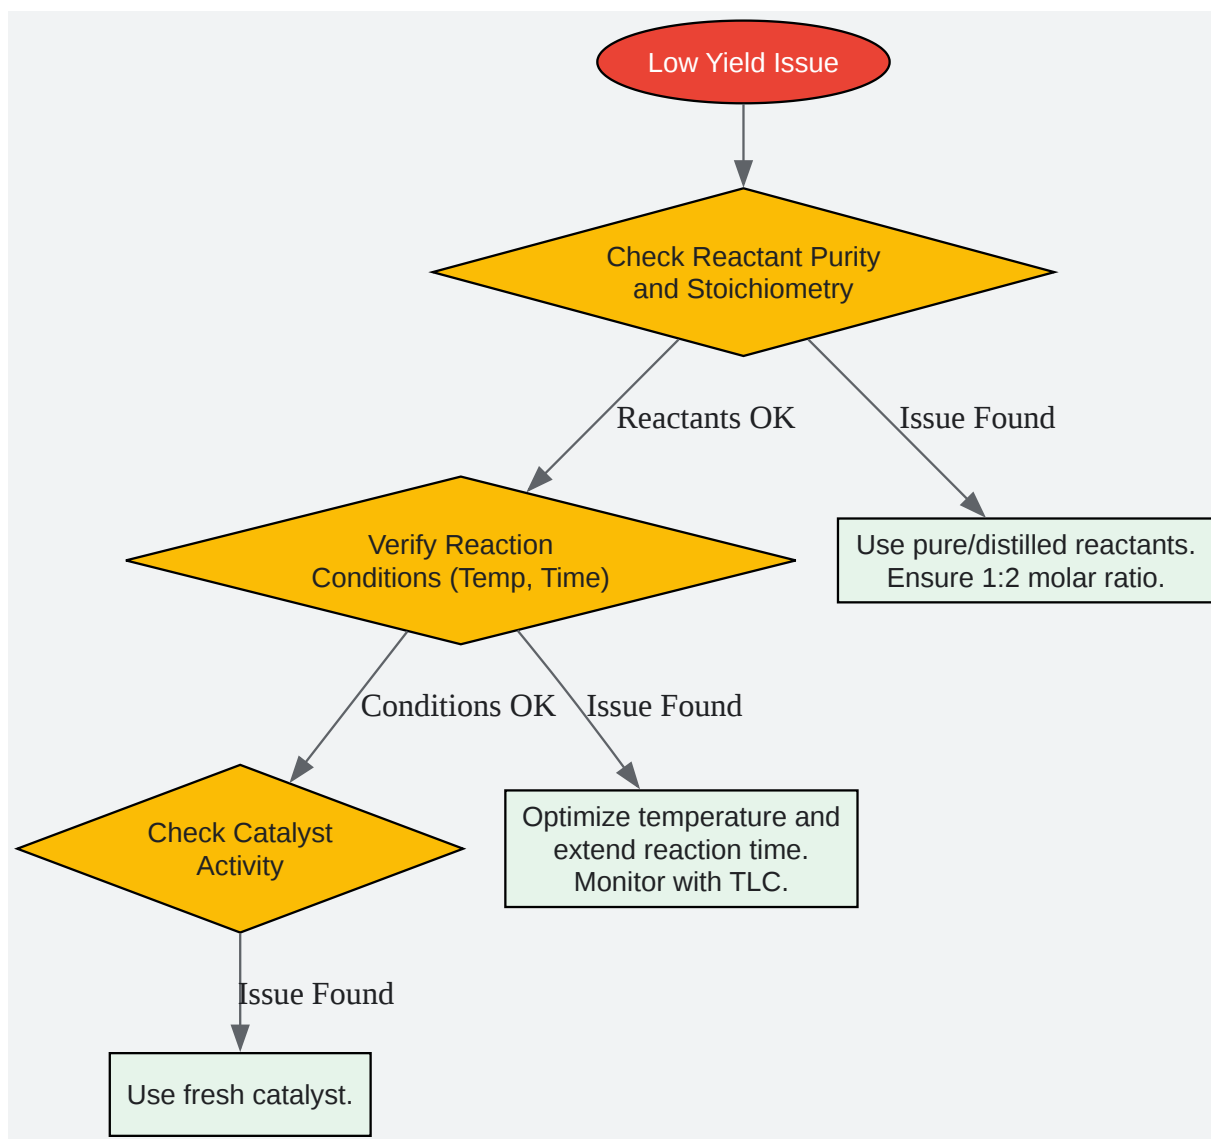 Low Yield Issue
Check Reactant Purity
and Stoichiometry
Reactants OK
Issue Found
Verify Reaction
Conditions (Temp, Time)
Use pure/distilled reactants.
Ensure 1:2 molar ratio.
Conditions OK
Issue Found
Check Catalyst
Activity
Optimize temperature and
extend reaction time.
Monitor with TLC.
Issue Found
Use fresh catalyst.